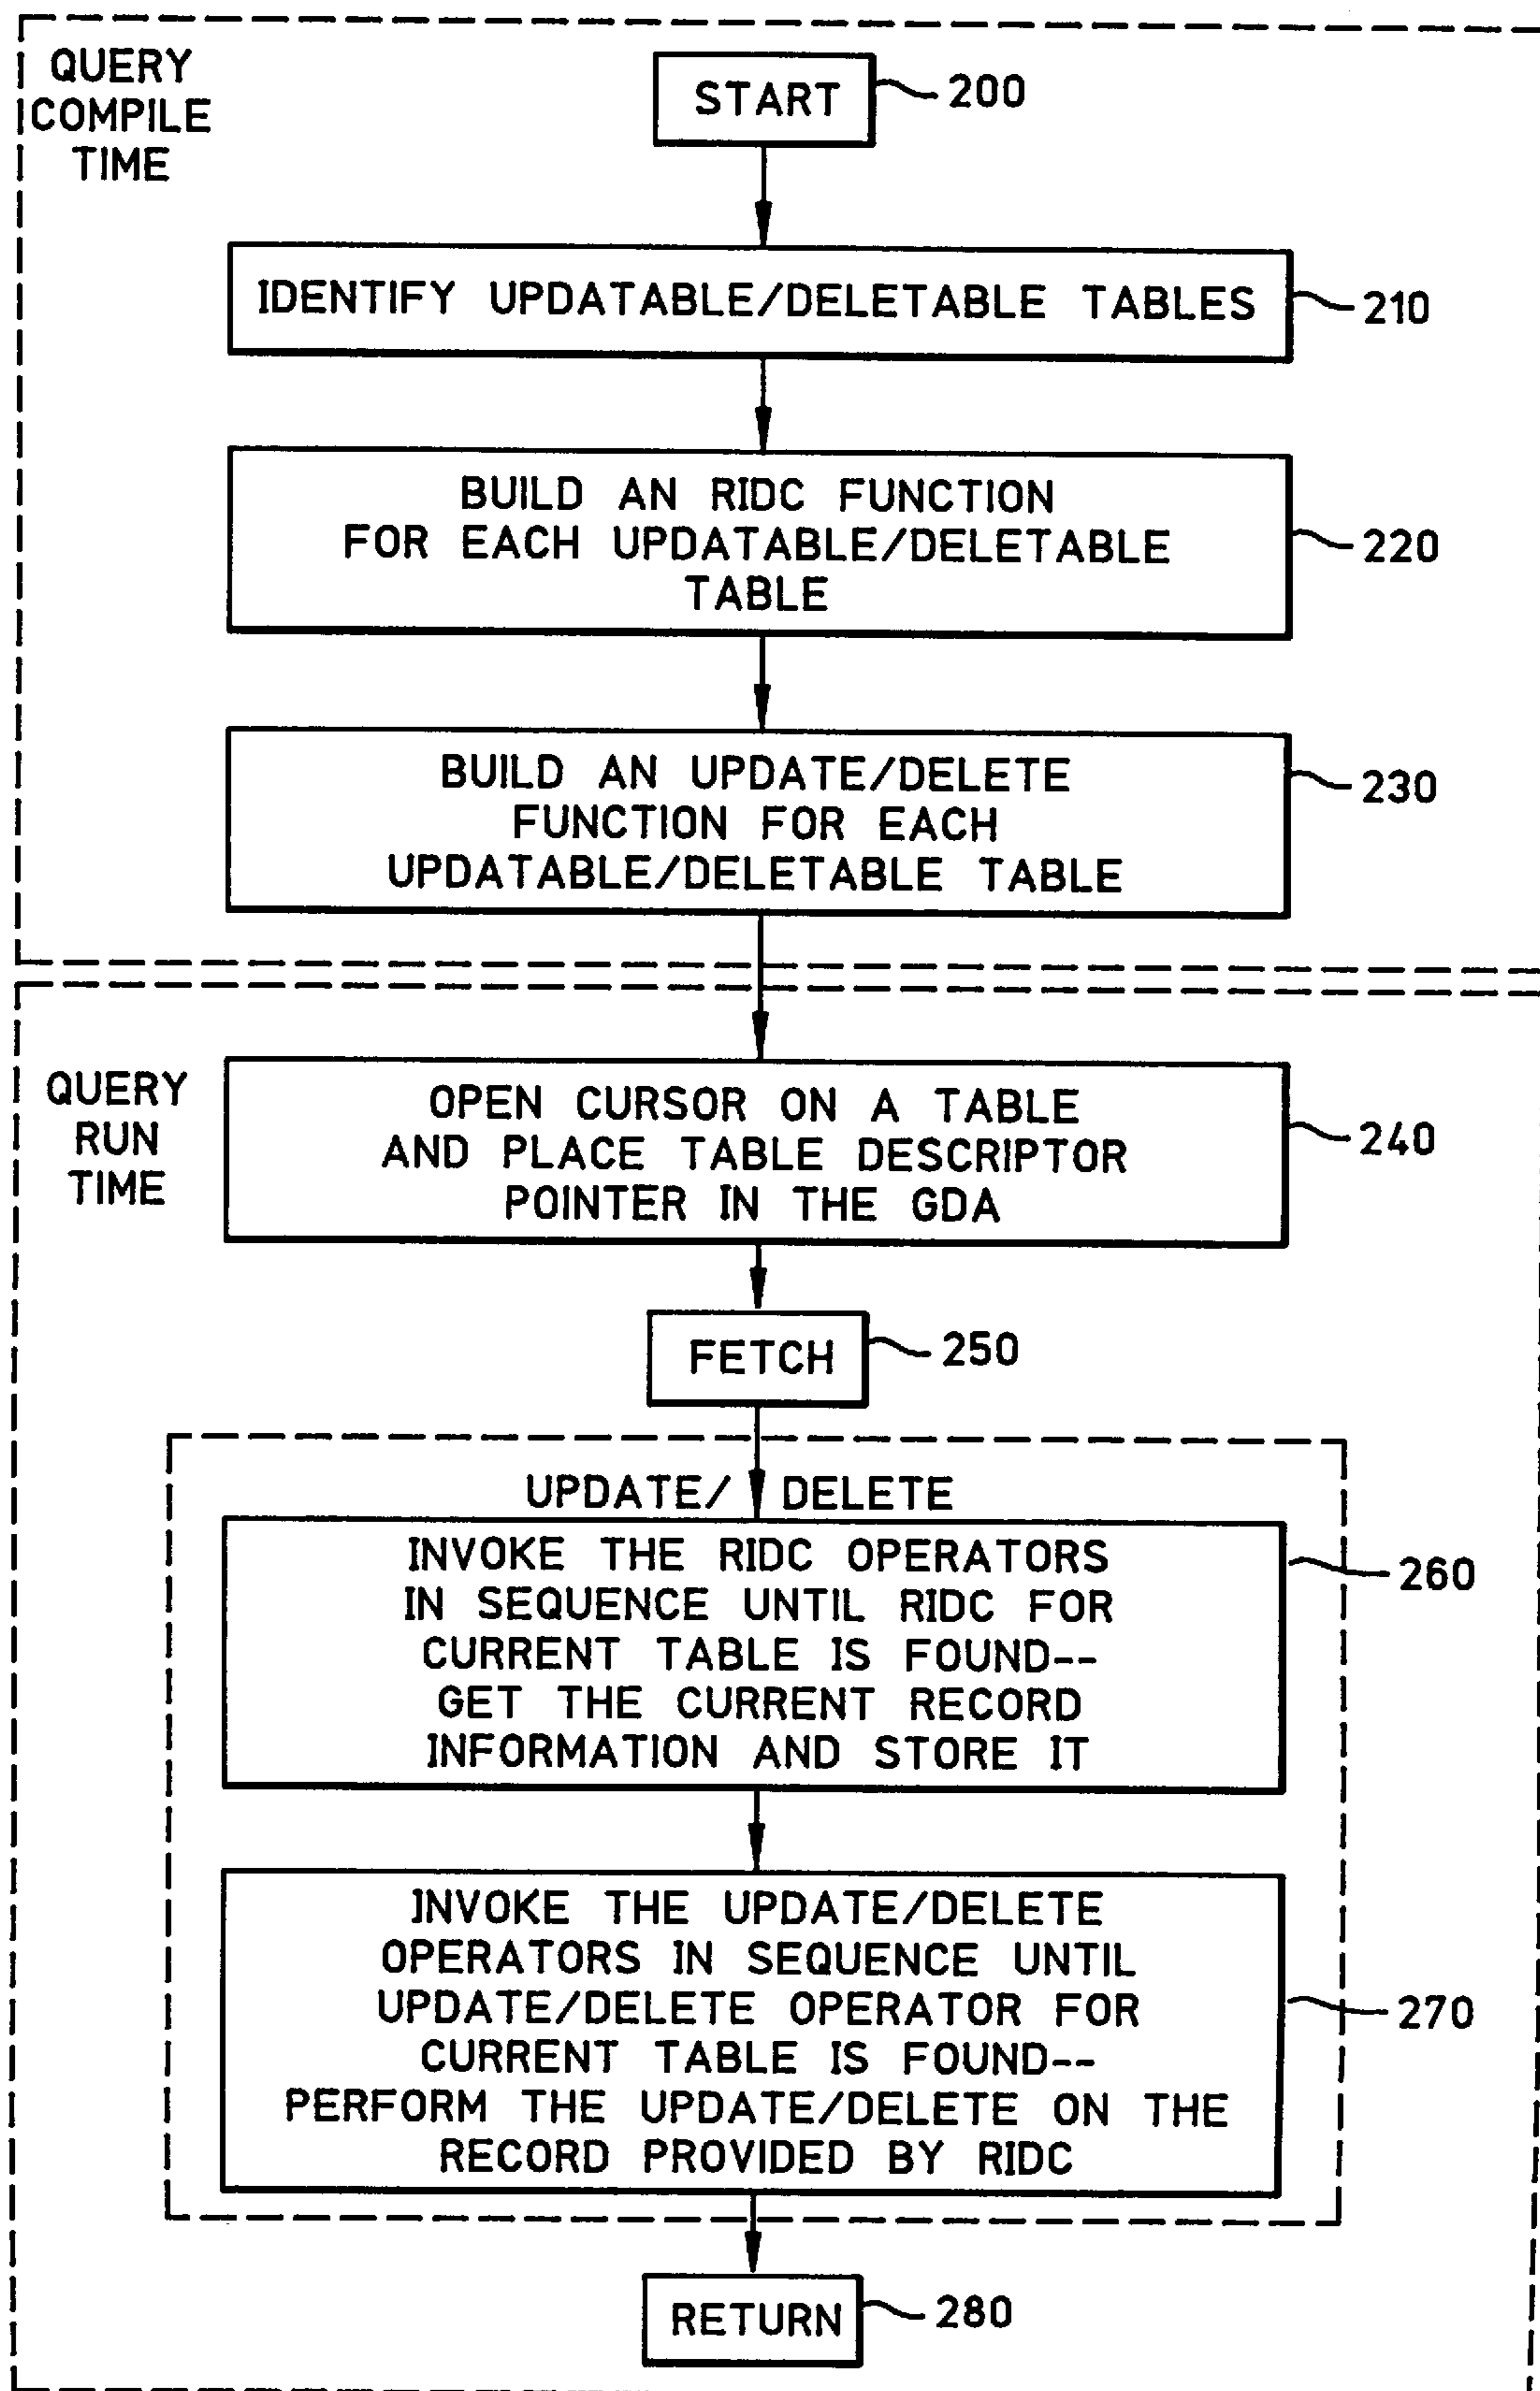 QUERY
COMPILE
TIME
START
200
IDENTIFY UPDATABLE/DELETABLE TABLES
210
BUILD AN RIDC FUNCTION
FOR EACH UPDATABLE/DELETABLE
TABLE
220
BUILD AN UPDATE/DELETE
FUNCTION FOR EACH
UPDATABLE/DELETABLE TABLE
230
QUERY
RUN
TIME
OPEN CURSOR ON A TABLE
AND PLACE TABLE DESCRIPTOR
POINTER IN THE GDA
240
FETCH
250
UPDATE/ DELETE
INVOKE THE RIDC OPERATORS
IN SEQUENCE UNTIL RIDC FOR
CURRENT TABLE IS FOUND--
GET THE CURRENT RECORD
INFORMATION AND STORE IT
260
INVOKE THE UPDATE/DELETE
OPERATORS IN SEQUENCE UNTIL
UPDATE/DELETE OPERATOR FOR
CURRENT TABLE IS FOUND--
PERFORM THE UPDATE/DELETE ON THE
RECORD PROVIDED BY RIDC
270
RETURN
280